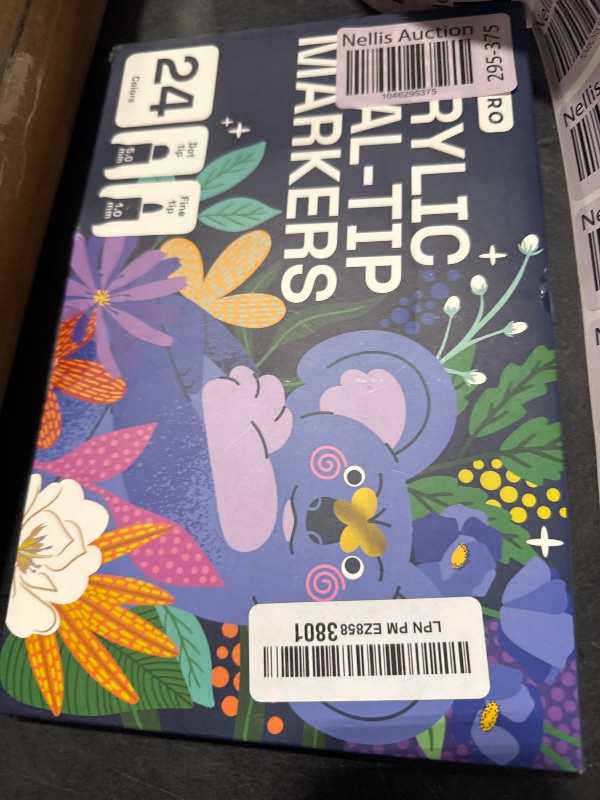 Nellis Auction
1046295375
295-375
RO
RYLIC
AL-TIP
MARKERS
24
Colors
Dot
tip
5.0
mm
Fine
tip
1.0
mm
LPN PM EZ858 3801
Nellis